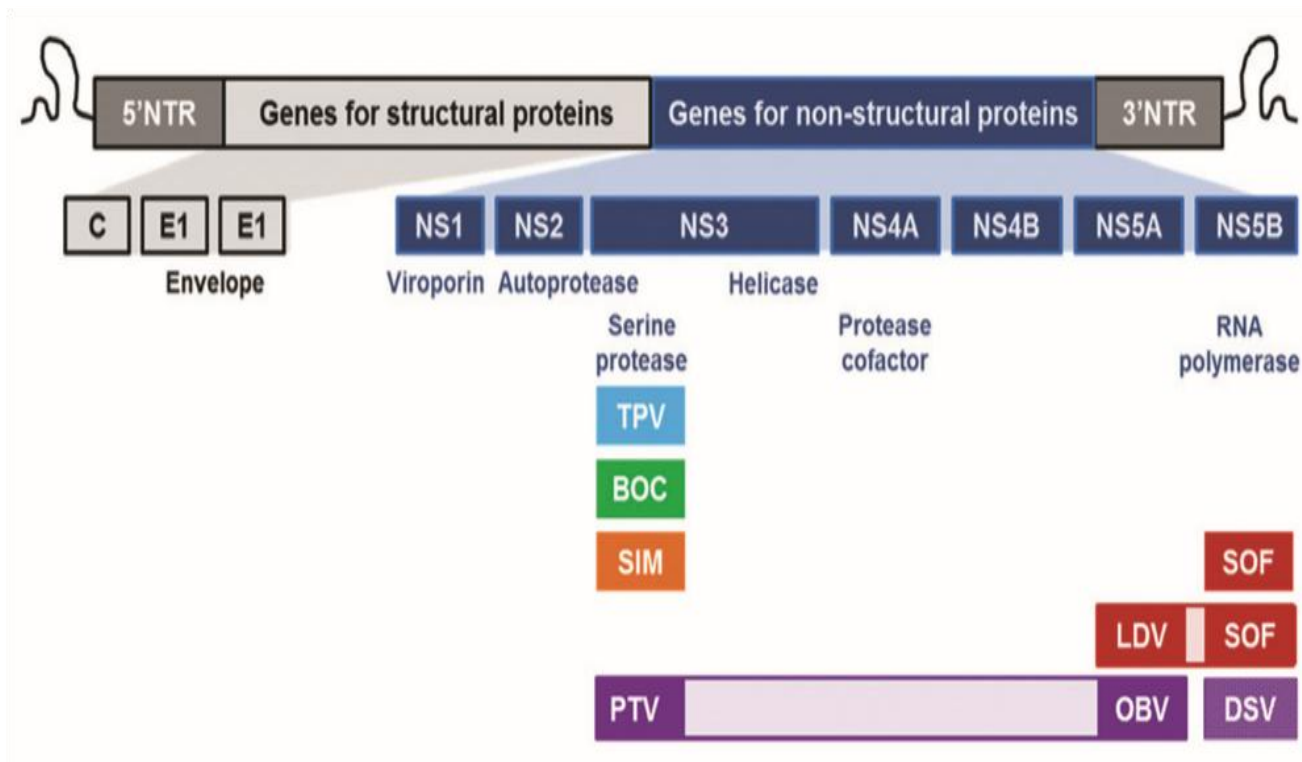 5'NTR Genes for structural proteins Genes for non-structural proteins 3'NTR
C E1 E1 NS1 NS2 NS3 NS4A NS4B NS5A NS5B
Envelope Viroporin Autoprotease Helicase
Serine Protease RNA
protease cofactor polymerase
TPV
BOC
SIM SOF
LDV SOF
PTV OBV DSV